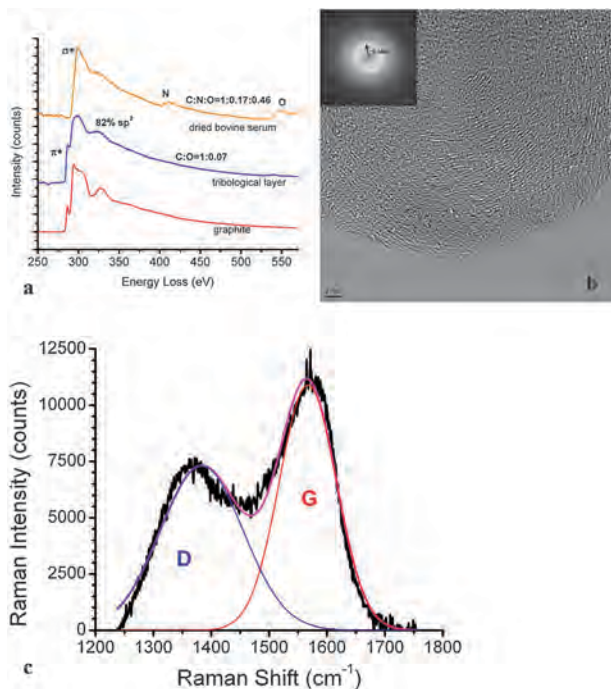 σ*
N
C:N:O=1:0.17:0.46
O
dried bovine serum
82% sp²
π*
C:O=1:0.07
tribological layer
graphite
Intensity (counts)
250 300 350 400 450 500 550
Energy Loss (eV)
a
b
12500
10000
7500
5000
2500
0
Raman Intensity (counts)
D
G
1200 1300 1400 1500 1600 1700 1800
Raman Shift (cm⁻¹)
c